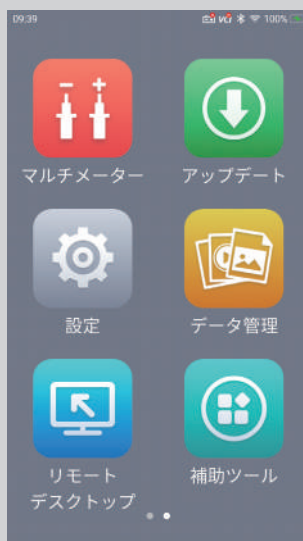 09:39
100%
マルチメーター
アップデート
設定
データ管理
リモート
デスクトップ
補助ツール